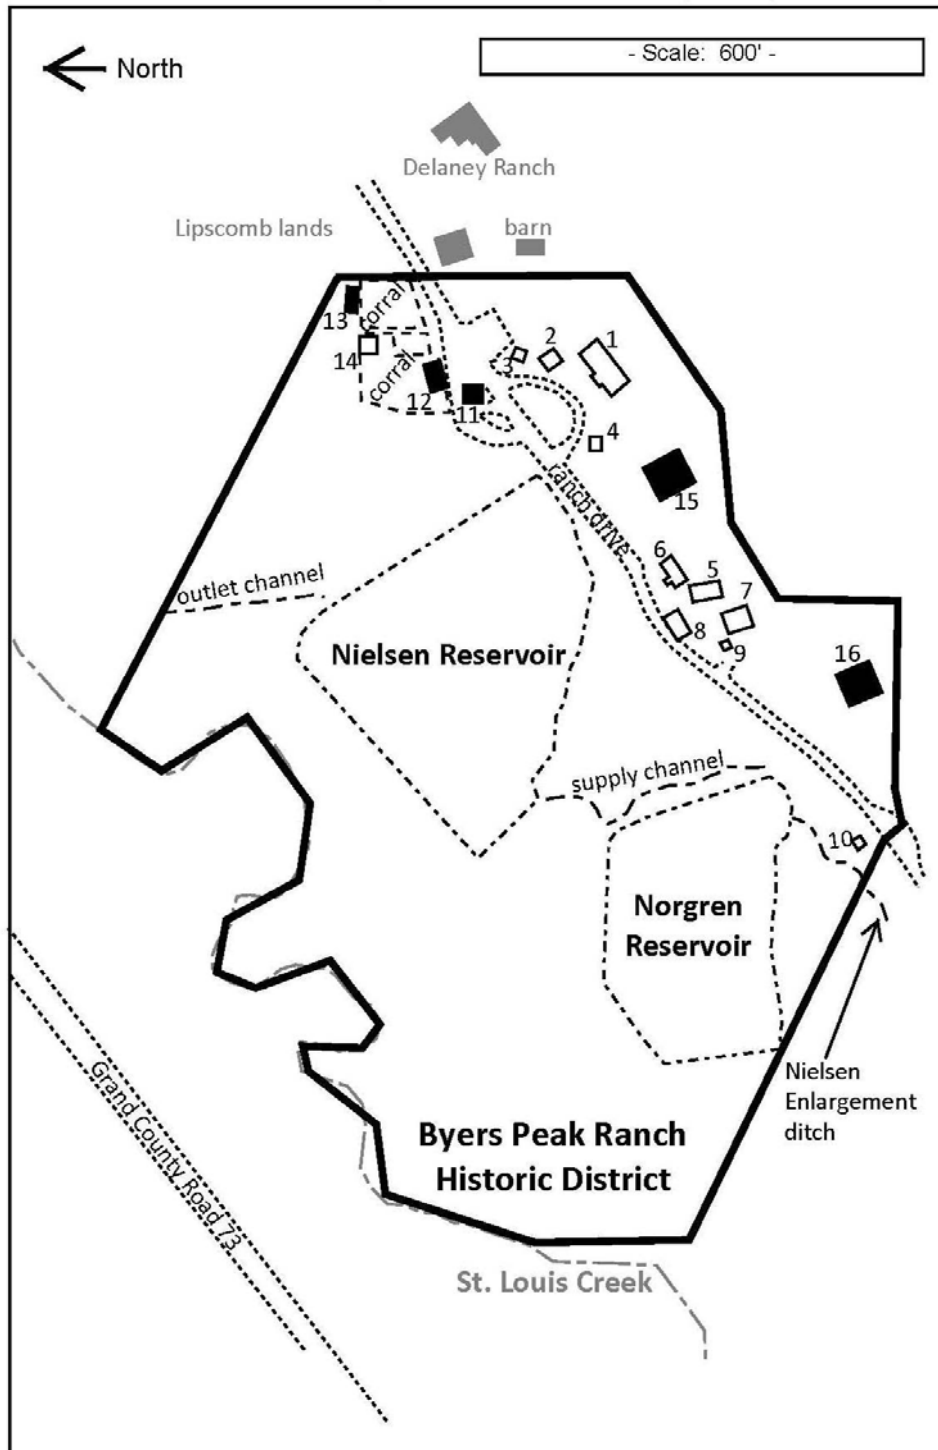 North
- Scale: 600' -
Delaney Ranch
Lipscomb lands
barn
corral
13
14
corral
12
11
3
2
1
4
15
ranch drive
6
5
7
8
9
16
outlet channel
Nielsen Reservoir
supply channel
10
Norgren
Reservoir
Nielsen
Enlargement
ditch
Grand County Road 73
Byers Peak Ranch
Historic District
St. Louis Creek